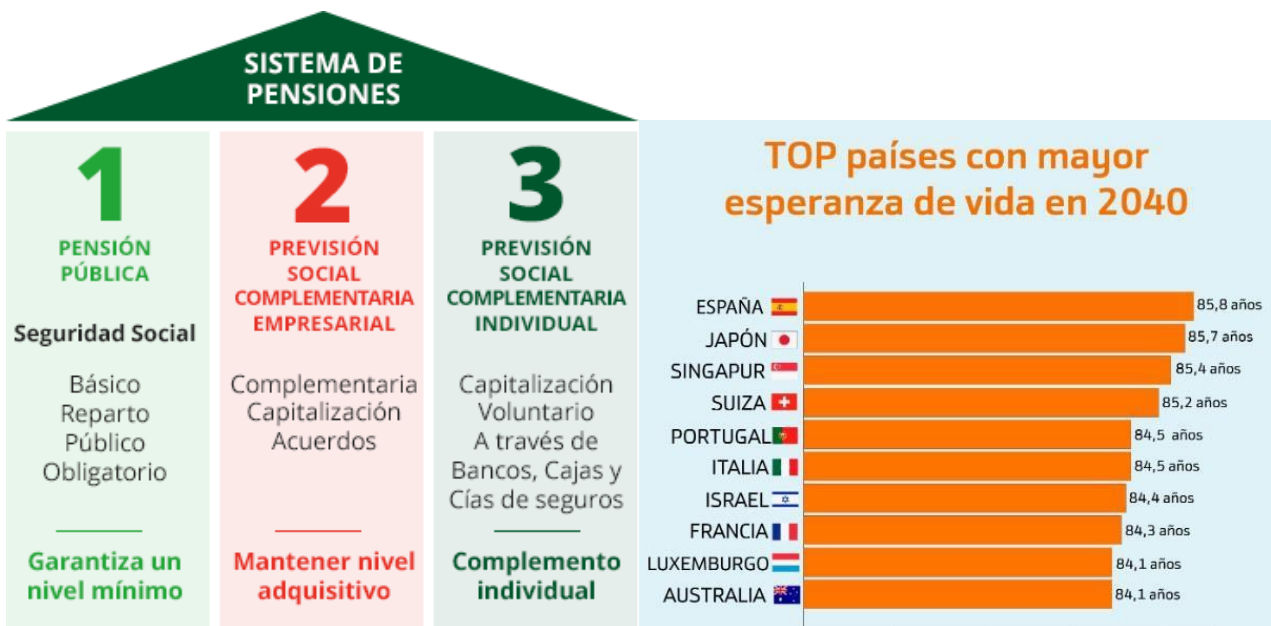 SISTEMA DE
PENSIONES
1
PENSIÓN
PÚBLICA
Seguridad Social
Básico
Reparto
Público
Obligatorio
Garantiza un
nivel mínimo
2
PREVISIÓN
SOCIAL
COMPLEMENTARIA
EMPRESARIAL
Complementaria
Capitalización
Acuerdos
Mantener nivel
adquisitivo
3
PREVISIÓN
SOCIAL
COMPLEMENTARIA
INDIVIDUAL
Capitalización
Voluntario
A través de
Bancos, Cajas y
Cías de seguros
Complemento
individual
TOP países con mayor
esperanza de vida en 2040
ESPAÑA 85,8 años
JAPÓN 85,7 años
SINGAPUR 85,4 años
SUIZA 85,2 años
PORTUGAL 84,5 años
ITALIA 84,5 años
ISRAEL 84,4 años
FRANCIA 84,3 años
LUXEMBURGO 84,1 años
AUSTRALIA 84,1 años